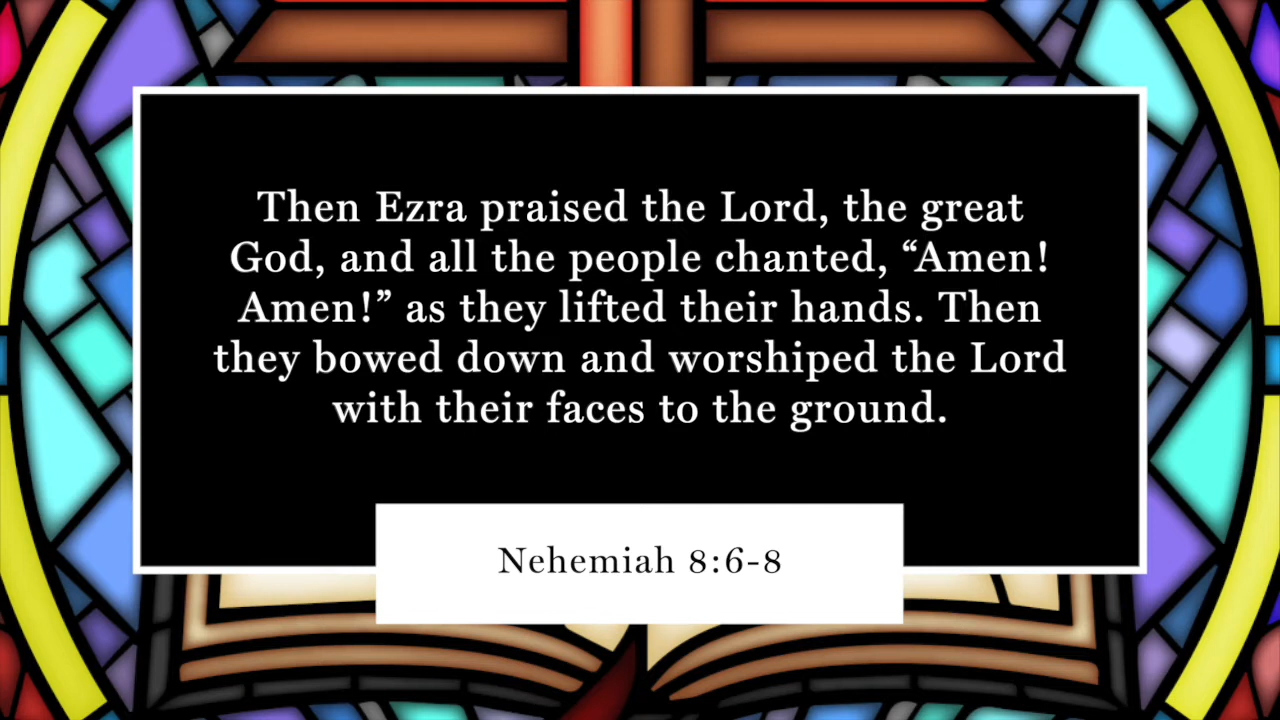 Then Ezra praised the Lord, the great
God, and all the people chanted, “Amen!
Amen!” as they lifted their hands. Then
they bowed down and worshiped the Lord
with their faces to the ground.
Nehemiah 8:6-8